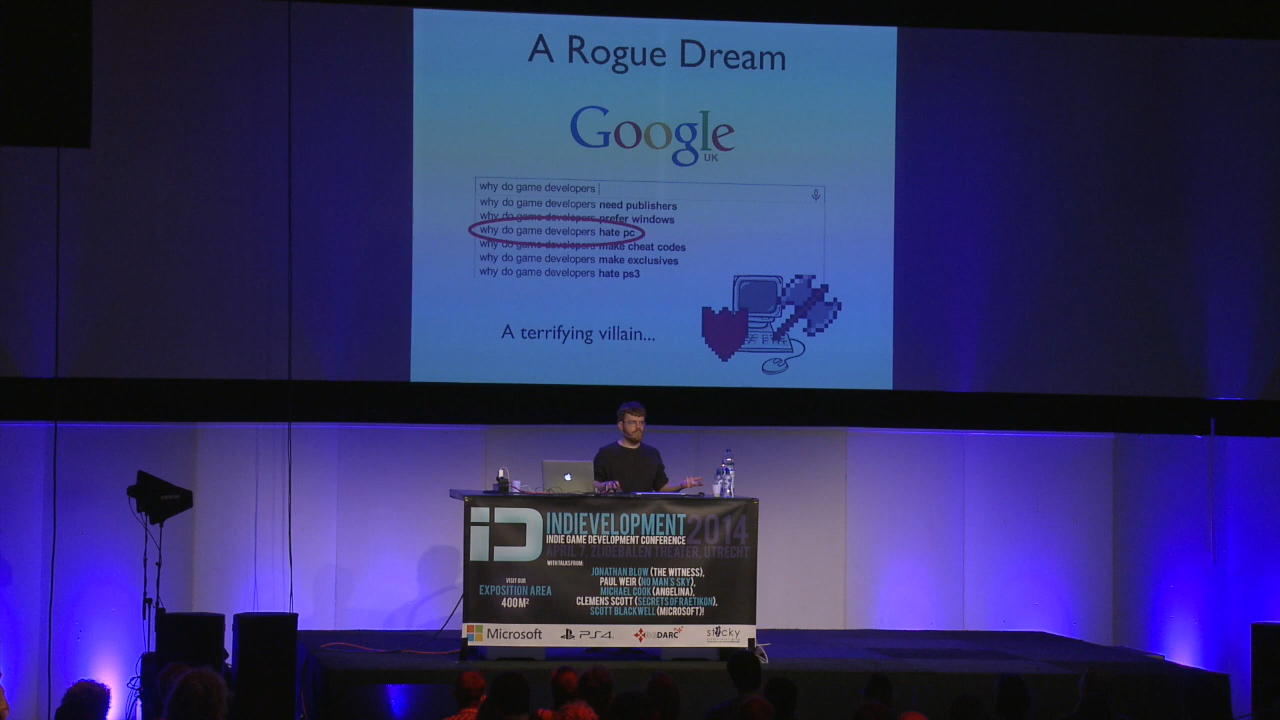 A Rogue Dream
Google
UK
why do game developers
why do game developers need publishers
why do game developers prefer windows
why do game developers hate pc
why do game developers make cheat codes
why do game developers make exclusives
why do game developers hate ps3
A terrifying villain...
iD
INDIEVELOPMENT 2014
INDIE GAME DEVELOPMENT CONFERENCE
APRIL 7, ZIJDEBALEN THEATER, UTRECHT
WITH TALKS FROM:
JONATHAN BLOW (THE WITNESS),
PAUL WEIR (NO MAN'S SKY),
MICHAEL COOK (ANGELINA),
CLEMENS SCOTT (SECRETS OF RAETIKON),
SCOTT BLACKWELL (MICROSOFT)!
VISIT OUR
EXPOSITION AREA
400M²
Microsoft
PS4
DARC